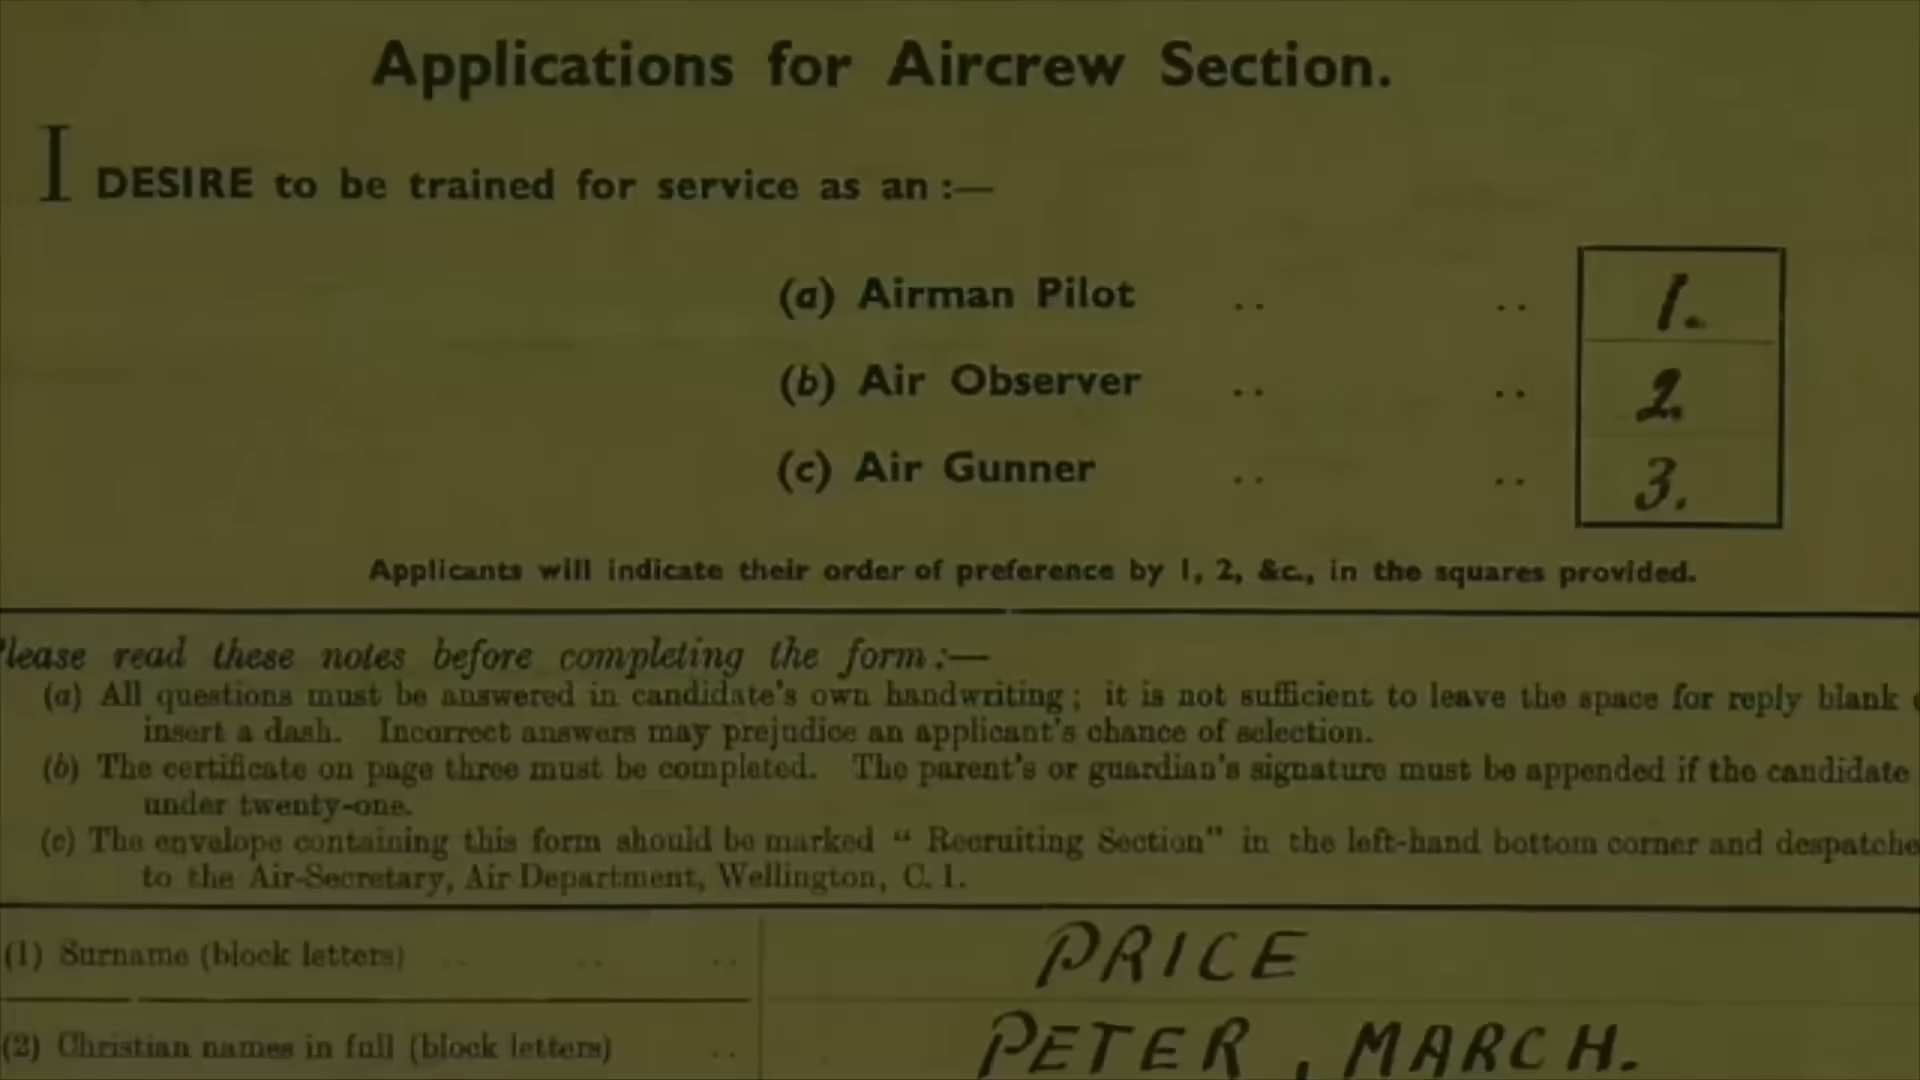 Applications for Aircrew Section.
I DESIRE to be trained for service as an :—
(a) Airman Pilot .. .. 1.
(b) Air Observer .. .. 2.
(c) Air Gunner .. .. 3.
Applicants will indicate their order of preference by 1, 2, &c., in the squares provided.
Please read these notes before completing the form :—
(a) All questions must be answered in candidate's own handwriting ; it is not sufficient to leave the space for reply blank
insert a dash. Incorrect answers may prejudice an applicant's chance of selection.
(b) The certificate on page three must be completed. The parent's or guardian's signature must be appended if the candidate
under twenty-one.
(c) The envelope containing this form should be marked “ Recruiting Section” in the left-hand bottom corner and despatche
to the Air-Secretary, Air Department, Wellington, C. 1.
(1) Surname (block letters) .. .. .. PRICE
(2) Christian names in full (block letters) .. PETER , MARCH.